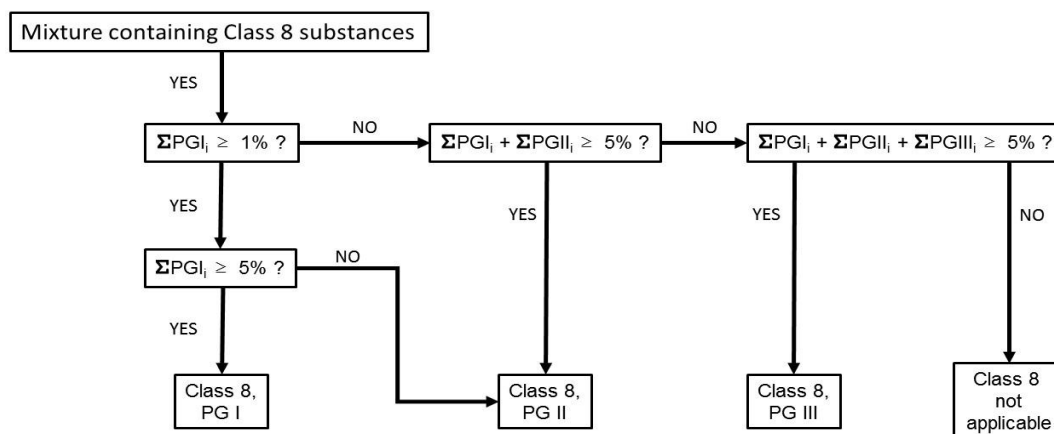 Mixture containing Class 8 substances
YES
ΣPGIᵢ ≥ 1% ?
NO
ΣPGIᵢ + ΣPGIIᵢ ≥ 5% ?
NO
ΣPGIᵢ + ΣPGIIᵢ + ΣPGIIIᵢ ≥ 5% ?
YES
YES
YES
NO
ΣPGIᵢ ≥ 5% ?
NO
YES
Class 8,
PG I
Class 8,
PG II
Class 8,
PG III
Class 8
not
applicable